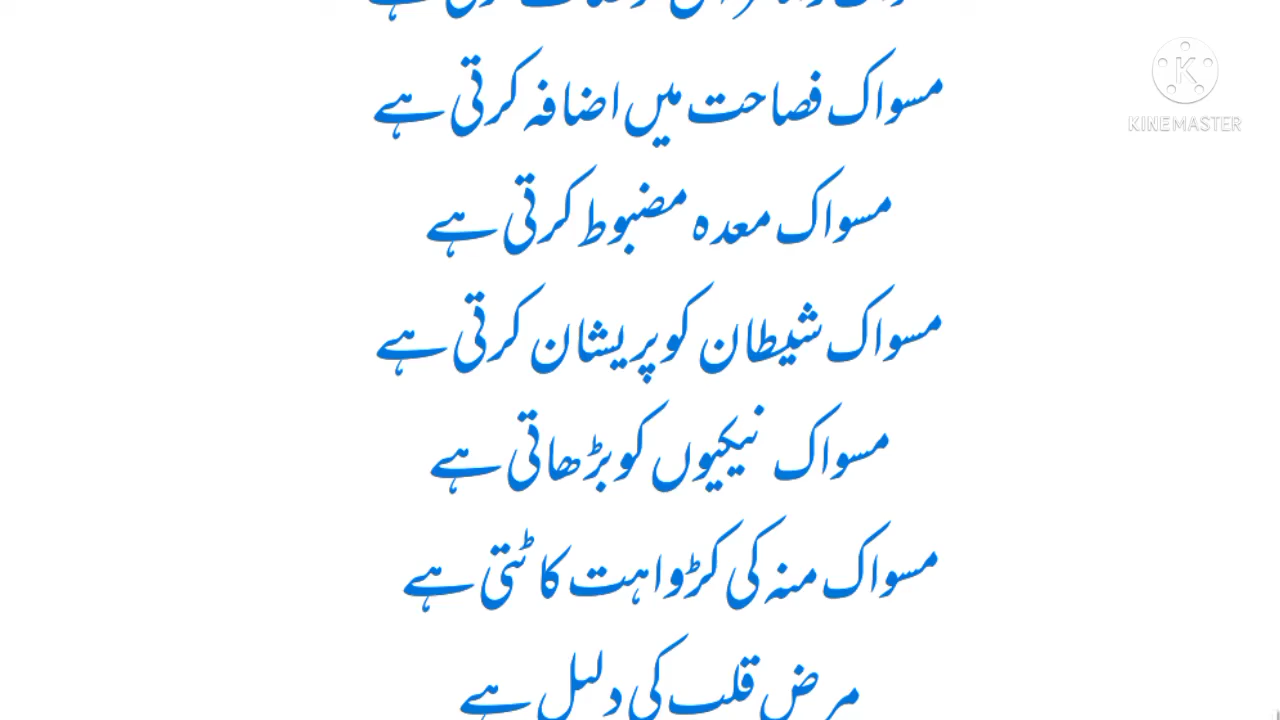 مسواک فصاحت میں اضافہ کرتی ہے
مسواک معدہ مضبوط کرتی ہے
مسواک شیطان کو پریشان کرتی ہے
مسواک نیکیوں کو بڑھاتی ہے
مسواک منہ کی کڑواہت کاٹتی ہے
مرض قلب کی دلیل ہے
KINEMASTER